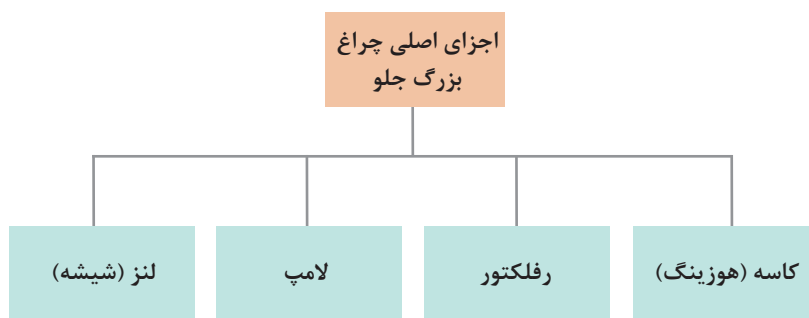 اجزای اصلی چراغ
بزرگ جلو
کاسه (هوزینگ)
رفلکتور
لامپ
لنز (شیشه)